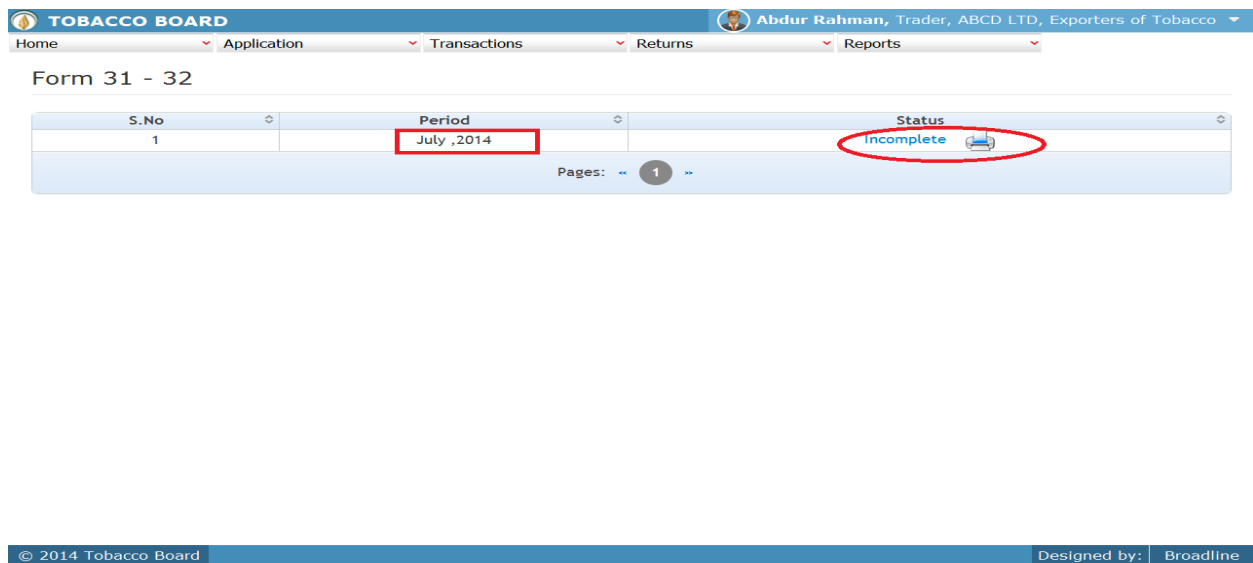 TOBACCO BOARD
Abdur Rahman, Trader, ABCD LTD, Exporters of Tobacco
Home Application Transactions Returns Reports
Form 31 - 32
S.No Period Status
1 July ,2014 Incomplete
Pages: « 1 »
© 2014 Tobacco Board Designed by: Broadline